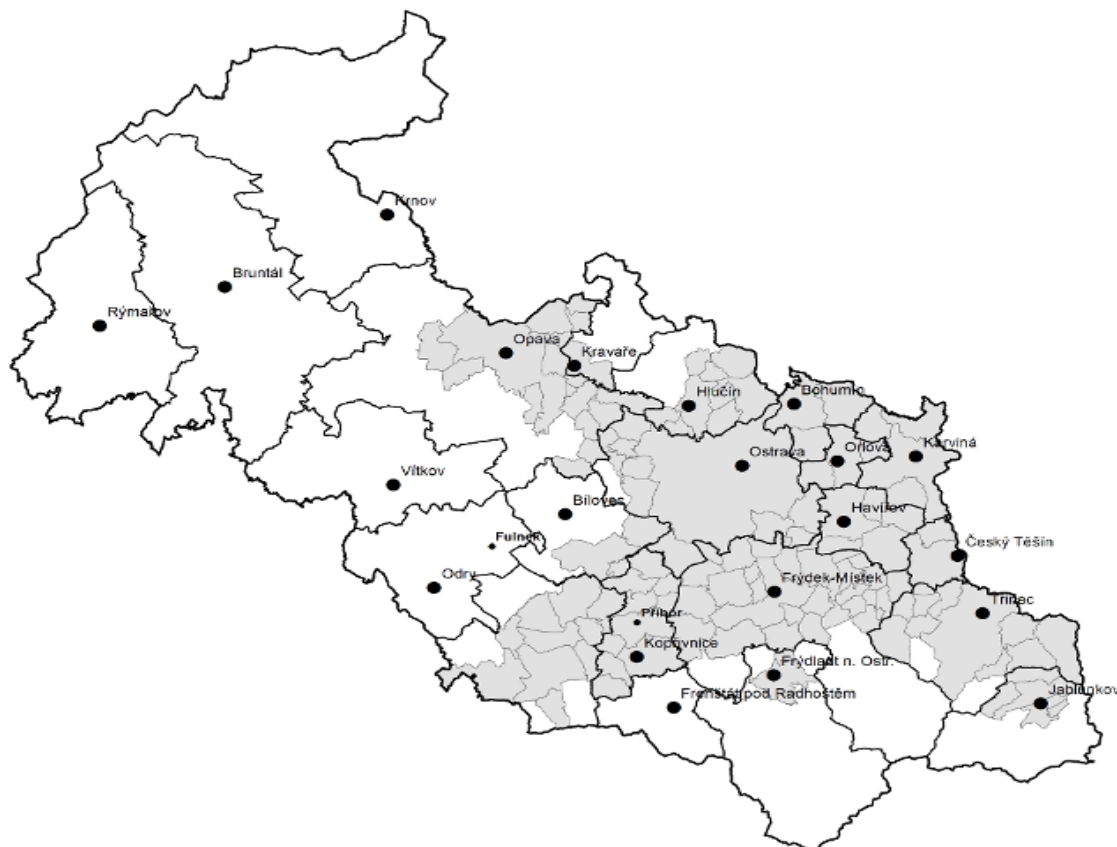 Krnov
Bruntál
Rýmařov
Opava
Kravaře
Hlučín
Bohumín
Ostrava
Orlová
Karviná
Vítkov
Bílovec
Havířov
Fulnek
Český Těšín
Odry
Frýdek-Místek
Třinec
Příbor
Kopřivnice
Frýdlant n. Ostr.
Frenštát pod Radhoštěm
Jablunkov